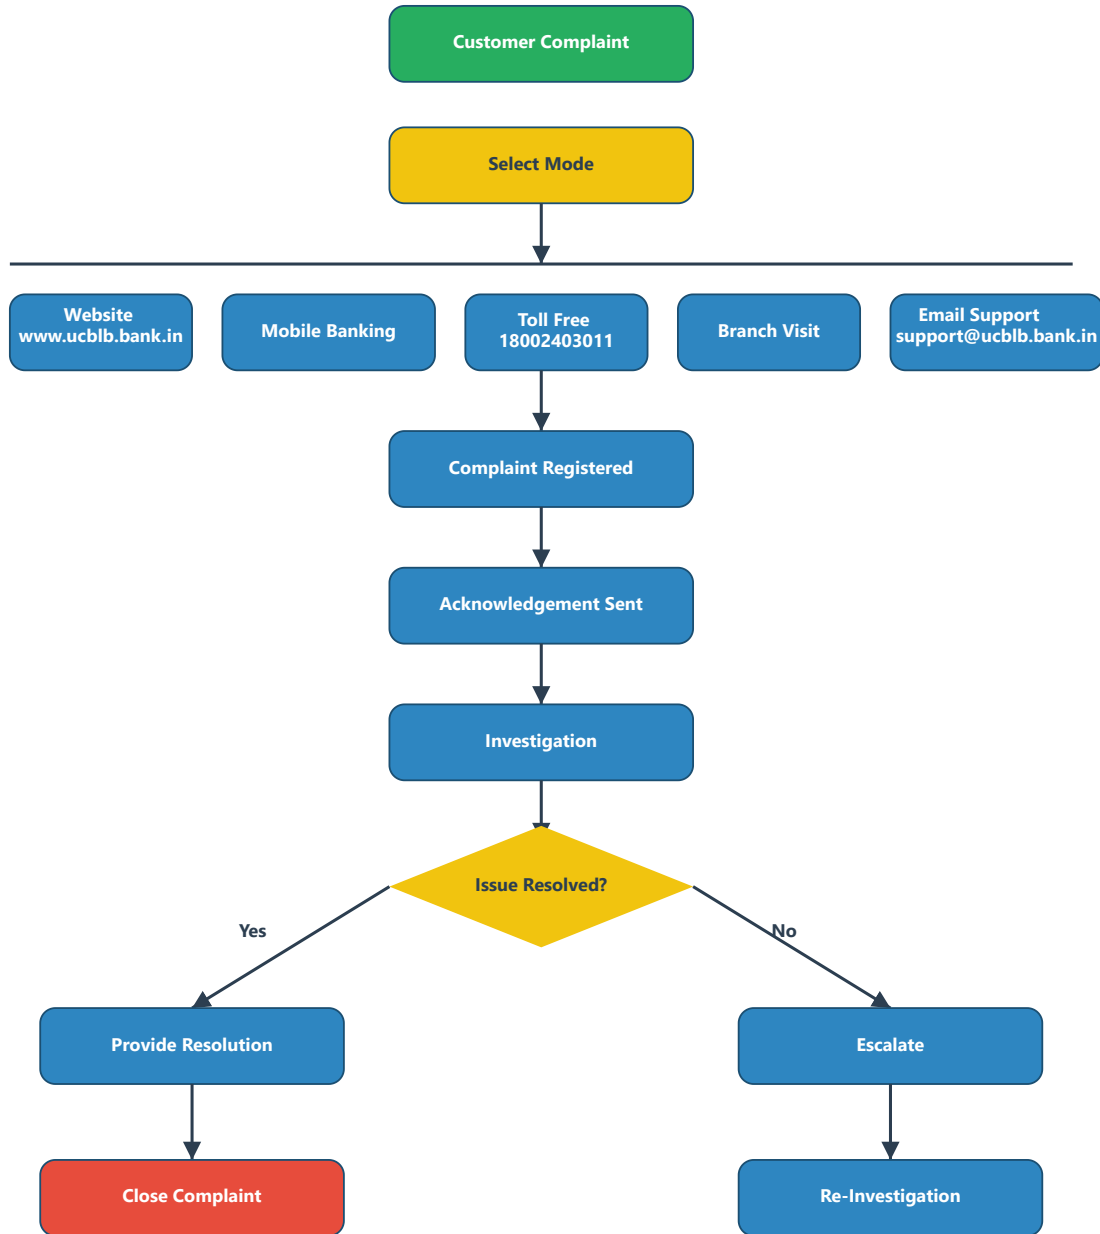 Customer Complaint
Select Mode
Website
www.ucblb.bank.in
Mobile Banking
Toll Free
18002403011
Branch Visit
Email Support
support@ucblb.bank.in
Complaint Registered
Acknowledgement Sent
Investigation
Issue Resolved?
Yes
No
Provide Resolution
Escalate
Close Complaint
Re-Investigation